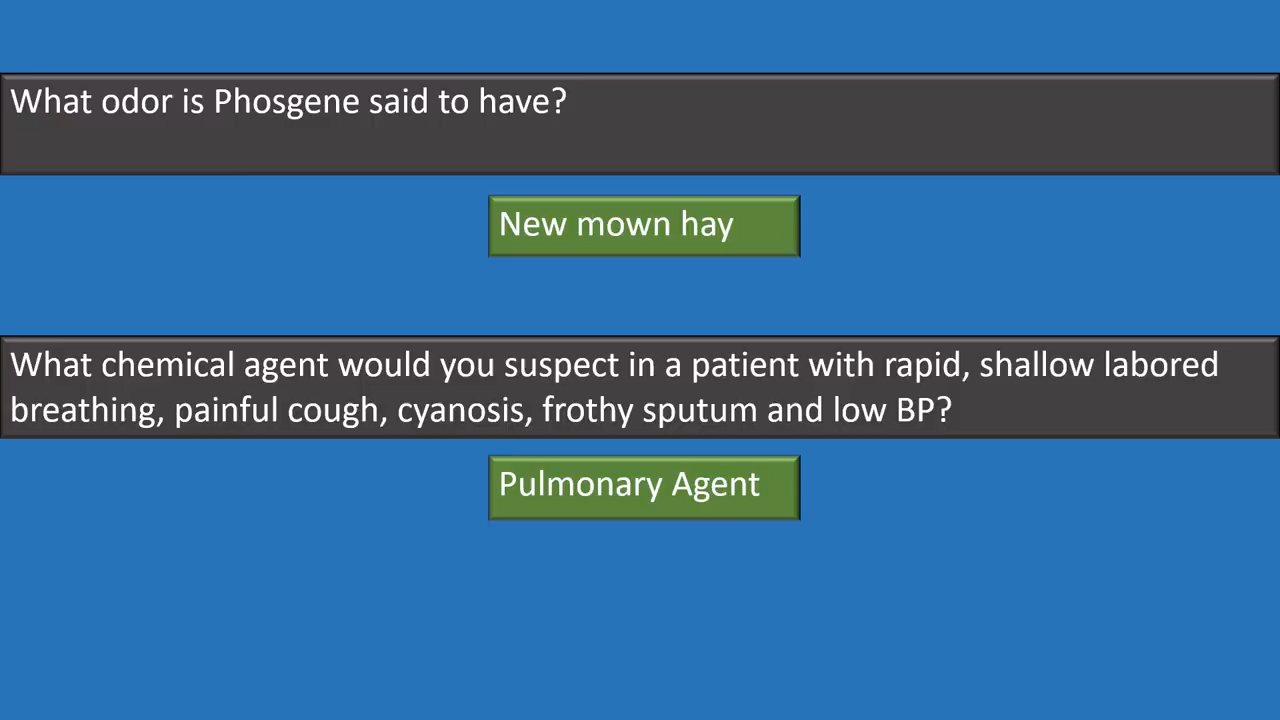 What odor is Phosgene said to have?
New mown hay
What chemical agent would you suspect in a patient with rapid, shallow labored
breathing, painful cough, cyanosis, frothy sputum and low BP?
Pulmonary Agent